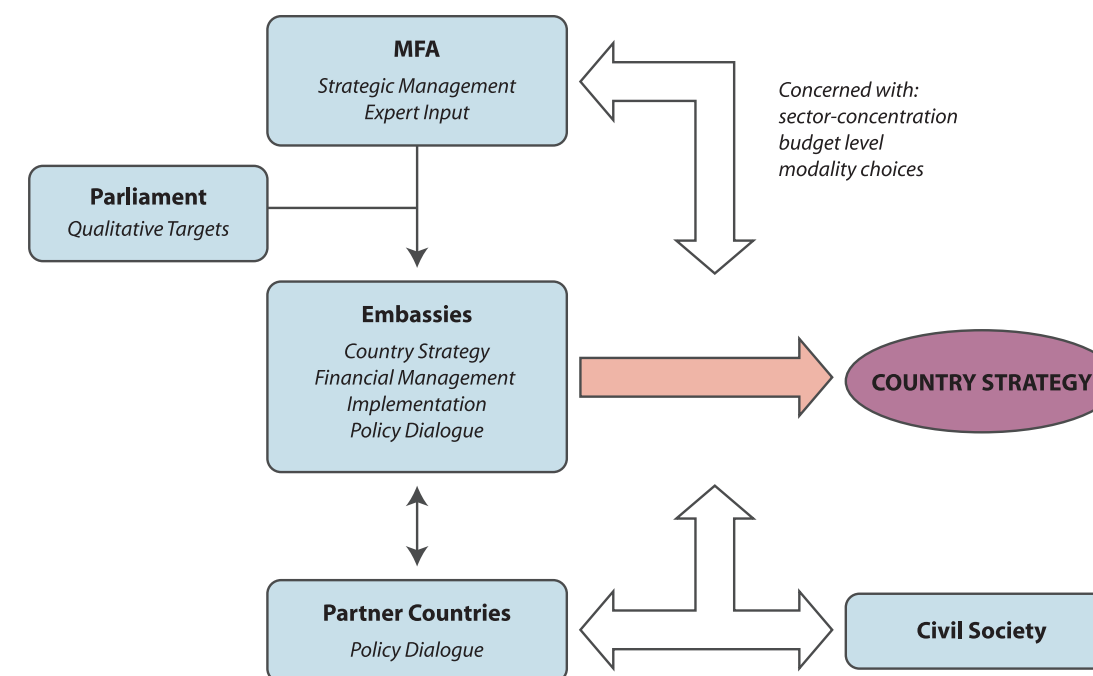 MFA
Strategic Management
Expert Input
Concerned with:
sector-concentration
budget level
modality choices
Parliament
Qualitative Targets
Embassies
Country Strategy
Financial Management
Implementation
Policy Dialogue
COUNTRY STRATEGY
Partner Countries
Policy Dialogue
Civil Society